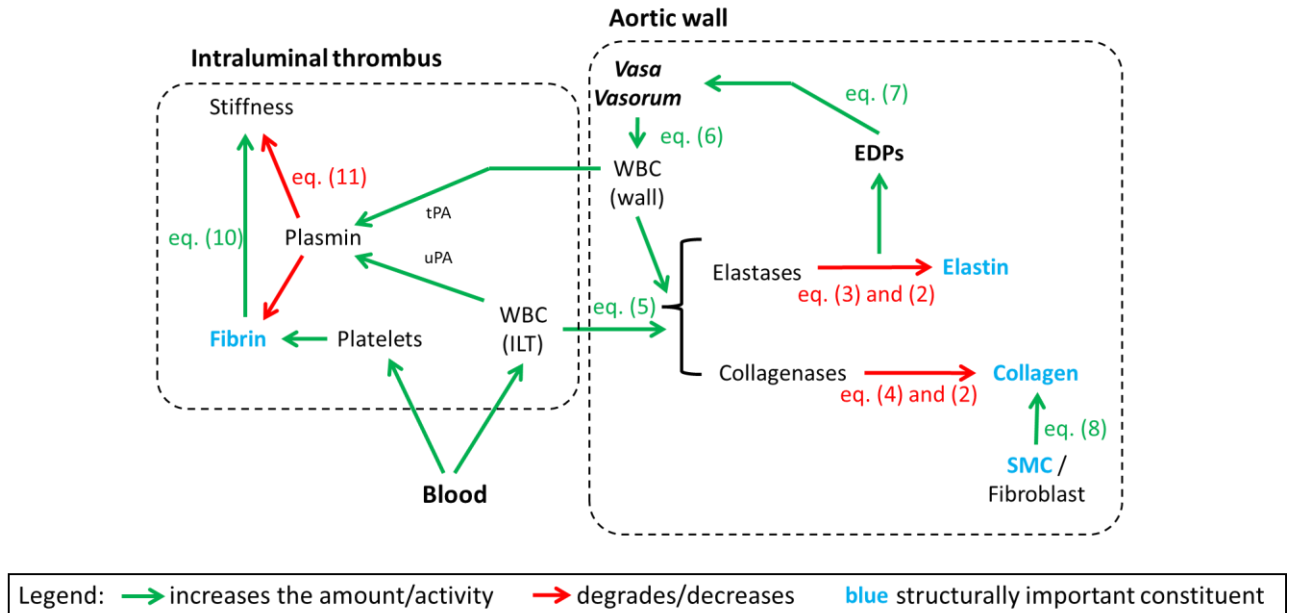 Aortic wall
Intraluminal thrombus
Vasa
Vasorum
Stiffness
eq. (7)
eq. (6)
EDPs
WBC
(wall)
eq. (11)
tPA
eq. (10)
Plasmin
uPA
Elastases
Elastin
eq. (3) and (2)
eq. (5)
WBC
(ILT)
Fibrin
Platelets
Collagenases
Collagen
eq. (4) and (2)
eq. (8)
SMC /
Fibroblast
Blood
Legend: increases the amount/activity degrades/decreases blue structurally important constituent